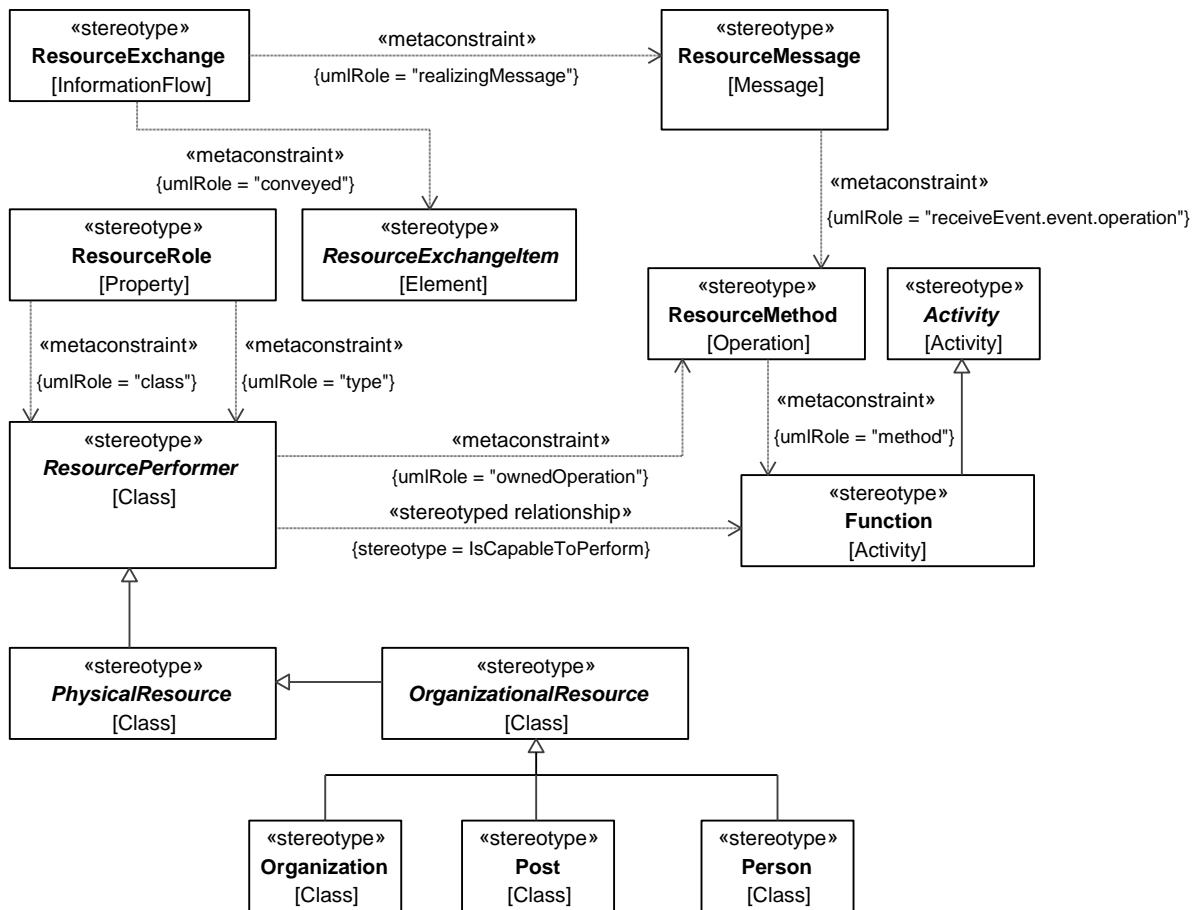 «stereotype»
ResourceExchange
[InformationFlow]
«metaconstraint»
{umlRole = "realizingMessage"}
«stereotype»
ResourceMessage
[Message]
«metaconstraint»
{umlRole = "conveyed"}
«metaconstraint»
{umlRole = "receiveEvent.event.operation"}
«stereotype»
ResourceRole
[Property]
«stereotype»
ResourceExchangeItem
[Element]
«stereotype»
ResourceMethod
[Operation]
«stereotype»
Activity
[Activity]
«metaconstraint»
{umlRole = "class"}
«metaconstraint»
{umlRole = "type"}
«metaconstraint»
{umlRole = "method"}
«stereotype»
ResourcePerformer
[Class]
«metaconstraint»
{umlRole = "ownedOperation"}
«stereotyped relationship»
{stereotype = IsCapableToPerform}
«stereotype»
Function
[Activity]
«stereotype»
PhysicalResource
[Class]
«stereotype»
OrganizationalResource
[Class]
«stereotype»
Organization
[Class]
«stereotype»
Post
[Class]
«stereotype»
Person
[Class]